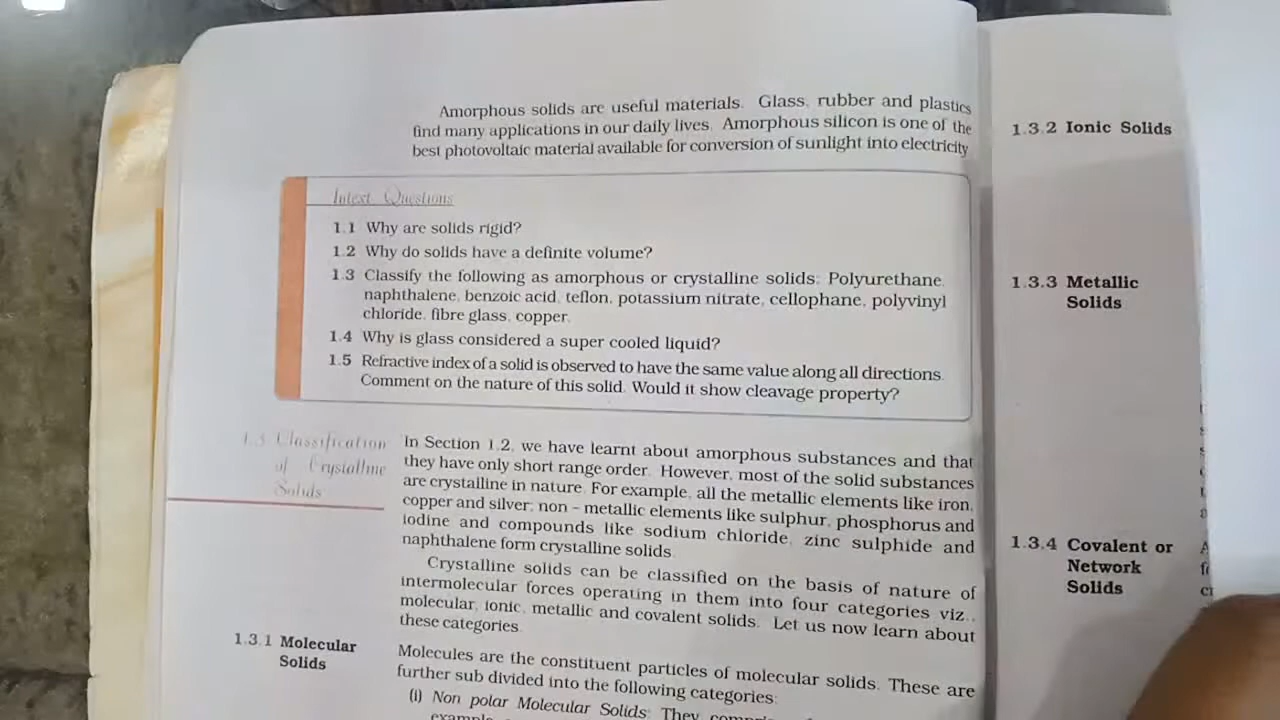 Amorphous solids are useful materials. Glass, rubber and plastics
find many applications in our daily lives. Amorphous silicon is one of the
best photovoltaic material available for conversion of sunlight into electricity
Intext Questions
1.1 Why are solids rigid?
1.2 Why do solids have a definite volume?
1.3 Classify the following as amorphous or crystalline solids: Polyurethane,
naphthalene, benzoic acid, teflon, potassium nitrate, cellophane, polyvinyl
chloride, fibre glass, copper.
1.4 Why is glass considered a super cooled liquid?
1.5 Refractive index of a solid is observed to have the same value along all directions.
Comment on the nature of this solid. Would it show cleavage property?
1.3 Classification
of Crystalline
Solids
In Section 1.2, we have learnt about amorphous substances and that
they have only short range order. However, most of the solid substances
are crystalline in nature. For example, all the metallic elements like iron,
copper and silver; non – metallic elements like sulphur, phosphorus and
iodine and compounds like sodium chloride, zinc sulphide and
naphthalene form crystalline solids.
Crystalline solids can be classified on the basis of nature of
intermolecular forces operating in them into four categories viz.,
molecular, ionic, metallic and covalent solids. Let us now learn about
these categories.
1.3.1 Molecular
Solids
Molecules are the constituent particles of molecular solids. These are
further sub divided into the following categories:
(i) Non polar Molecular Solids: They
example
1.3.2 Ionic Solids
1.3.3 Metallic
Solids
1.3.4 Covalent or
Network
Solids